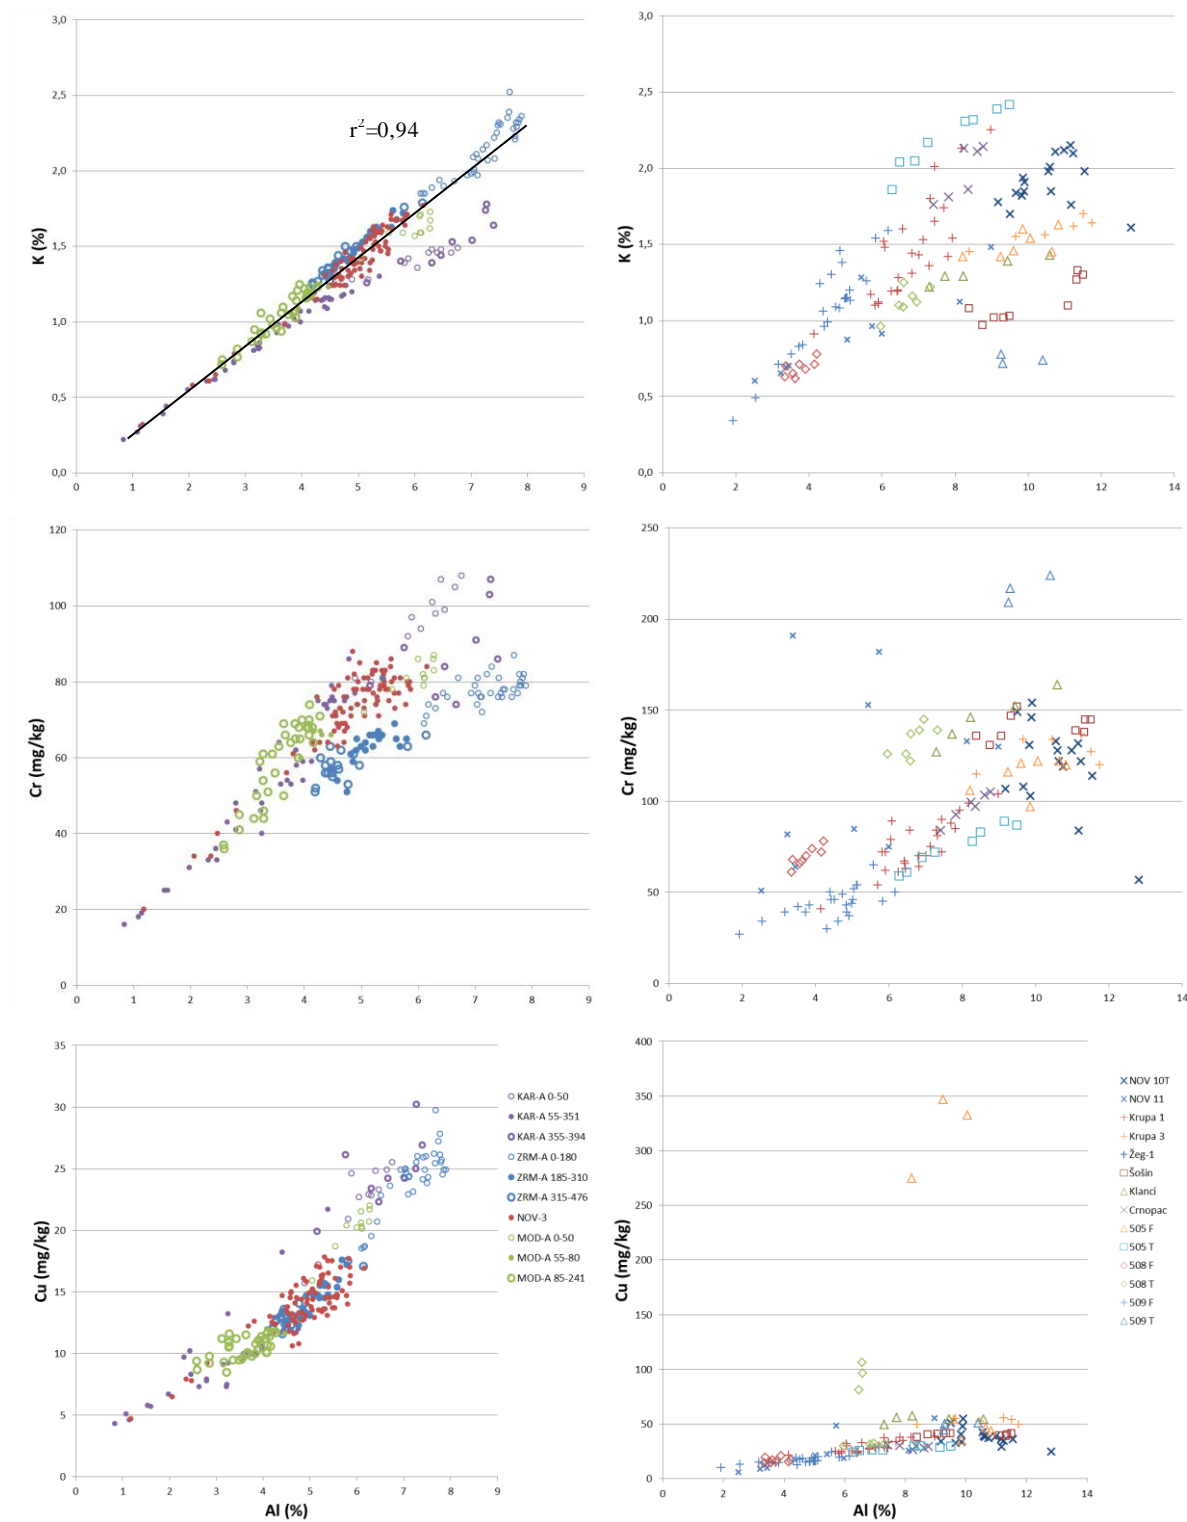 3,0
2,5
2,0
1,5
1,0
0,5
0,0
K (%)
r²=0,94
0 1 2 3 4 5 6 7 8 9
3,0
2,5
2,0
1,5
1,0
0,5
0,0
K (%)
0 2 4 6 8 10 12 14
120
100
80
60
40
20
0
Cr (mg/kg)
0 1 2 3 4 5 6 7 8 9
250
200
150
100
50
0
Cr (mg/kg)
0 2 4 6 8 10 12 14
35
30
25
20
15
10
5
0
Cu (mg/kg)
0 1 2 3 4 5 6 7 8 9
Al (%)
KAR-A 0-50
KAR-A 55-351
KAR-A 355-394
ZRM-A 0-180
ZRM-A 185-310
ZRM-A 315-476
NOV-3
MOD-A 0-50
MOD-A 55-80
MOD-A 85-241
400
350
300
250
200
150
100
50
0
Cu (mg/kg)
0 2 4 6 8 10 12 14
Al (%)
NOV 10T
NOV 11
Krupa 1
Krupa 3
Žeg-1
Šošin
Klanci
Crnopac
505 F
505 T
508 F
508 T
509 F
509 T